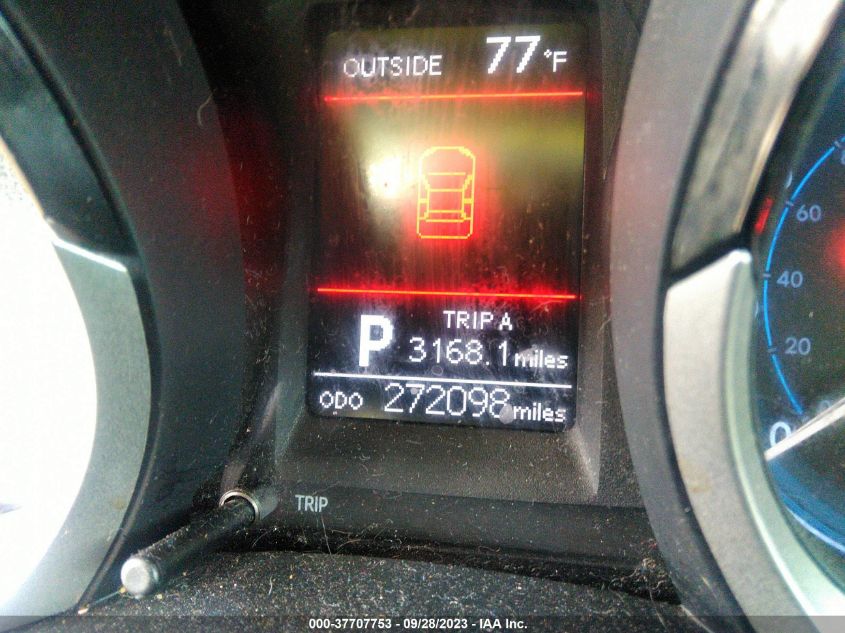 OUTSIDE 77 °F
TRIP A
P 3168.1 miles
ODO 272098 miles
TRIP
60
40
20
0
000-37707753 - 09/28/2023 - IAA Inc.